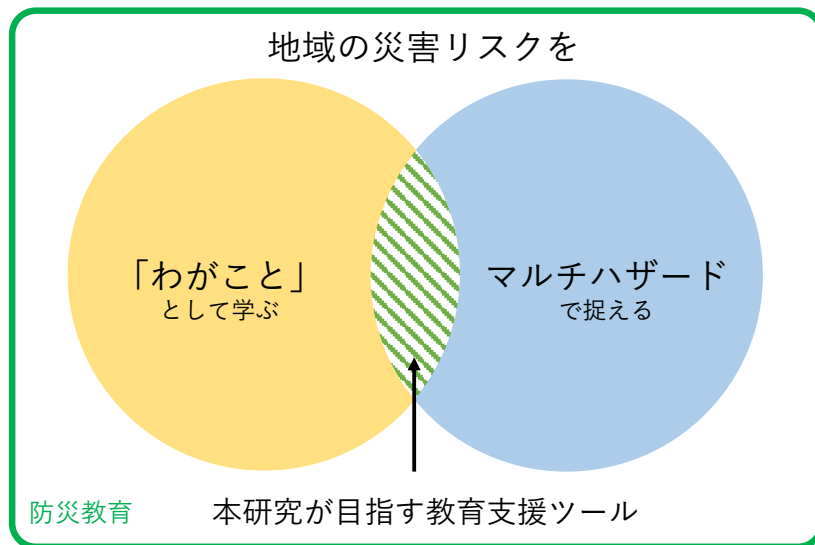 地域の災害リスクを
「わがこと」
として学ぶ
マルチハザード
で捉える
防災教育
本研究が目指す教育支援ツール